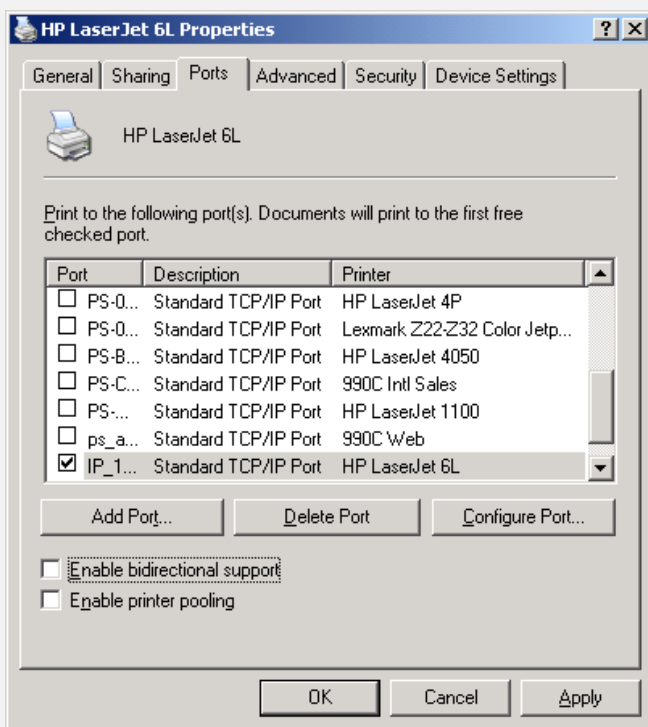 HP LaserJet 6L Properties
General Sharing Ports Advanced Security Device Settings
HP LaserJet 6L
Print to the following port(s). Documents will print to the first free
checked port.
Port Description Printer
PS-0... Standard TCP/IP Port HP LaserJet 4P
PS-0... Standard TCP/IP Port Lexmark Z22-Z32 Color Jetp...
PS-B... Standard TCP/IP Port HP LaserJet 4050
PS-C... Standard TCP/IP Port 990C Intl Sales
PS-... Standard TCP/IP Port HP LaserJet 1100
ps_a... Standard TCP/IP Port 990C Web
IP_1... Standard TCP/IP Port HP LaserJet 6L
Add Port... Delete Port Configure Port...
Enable bidirectional support
Enable printer pooling
OK Cancel Apply